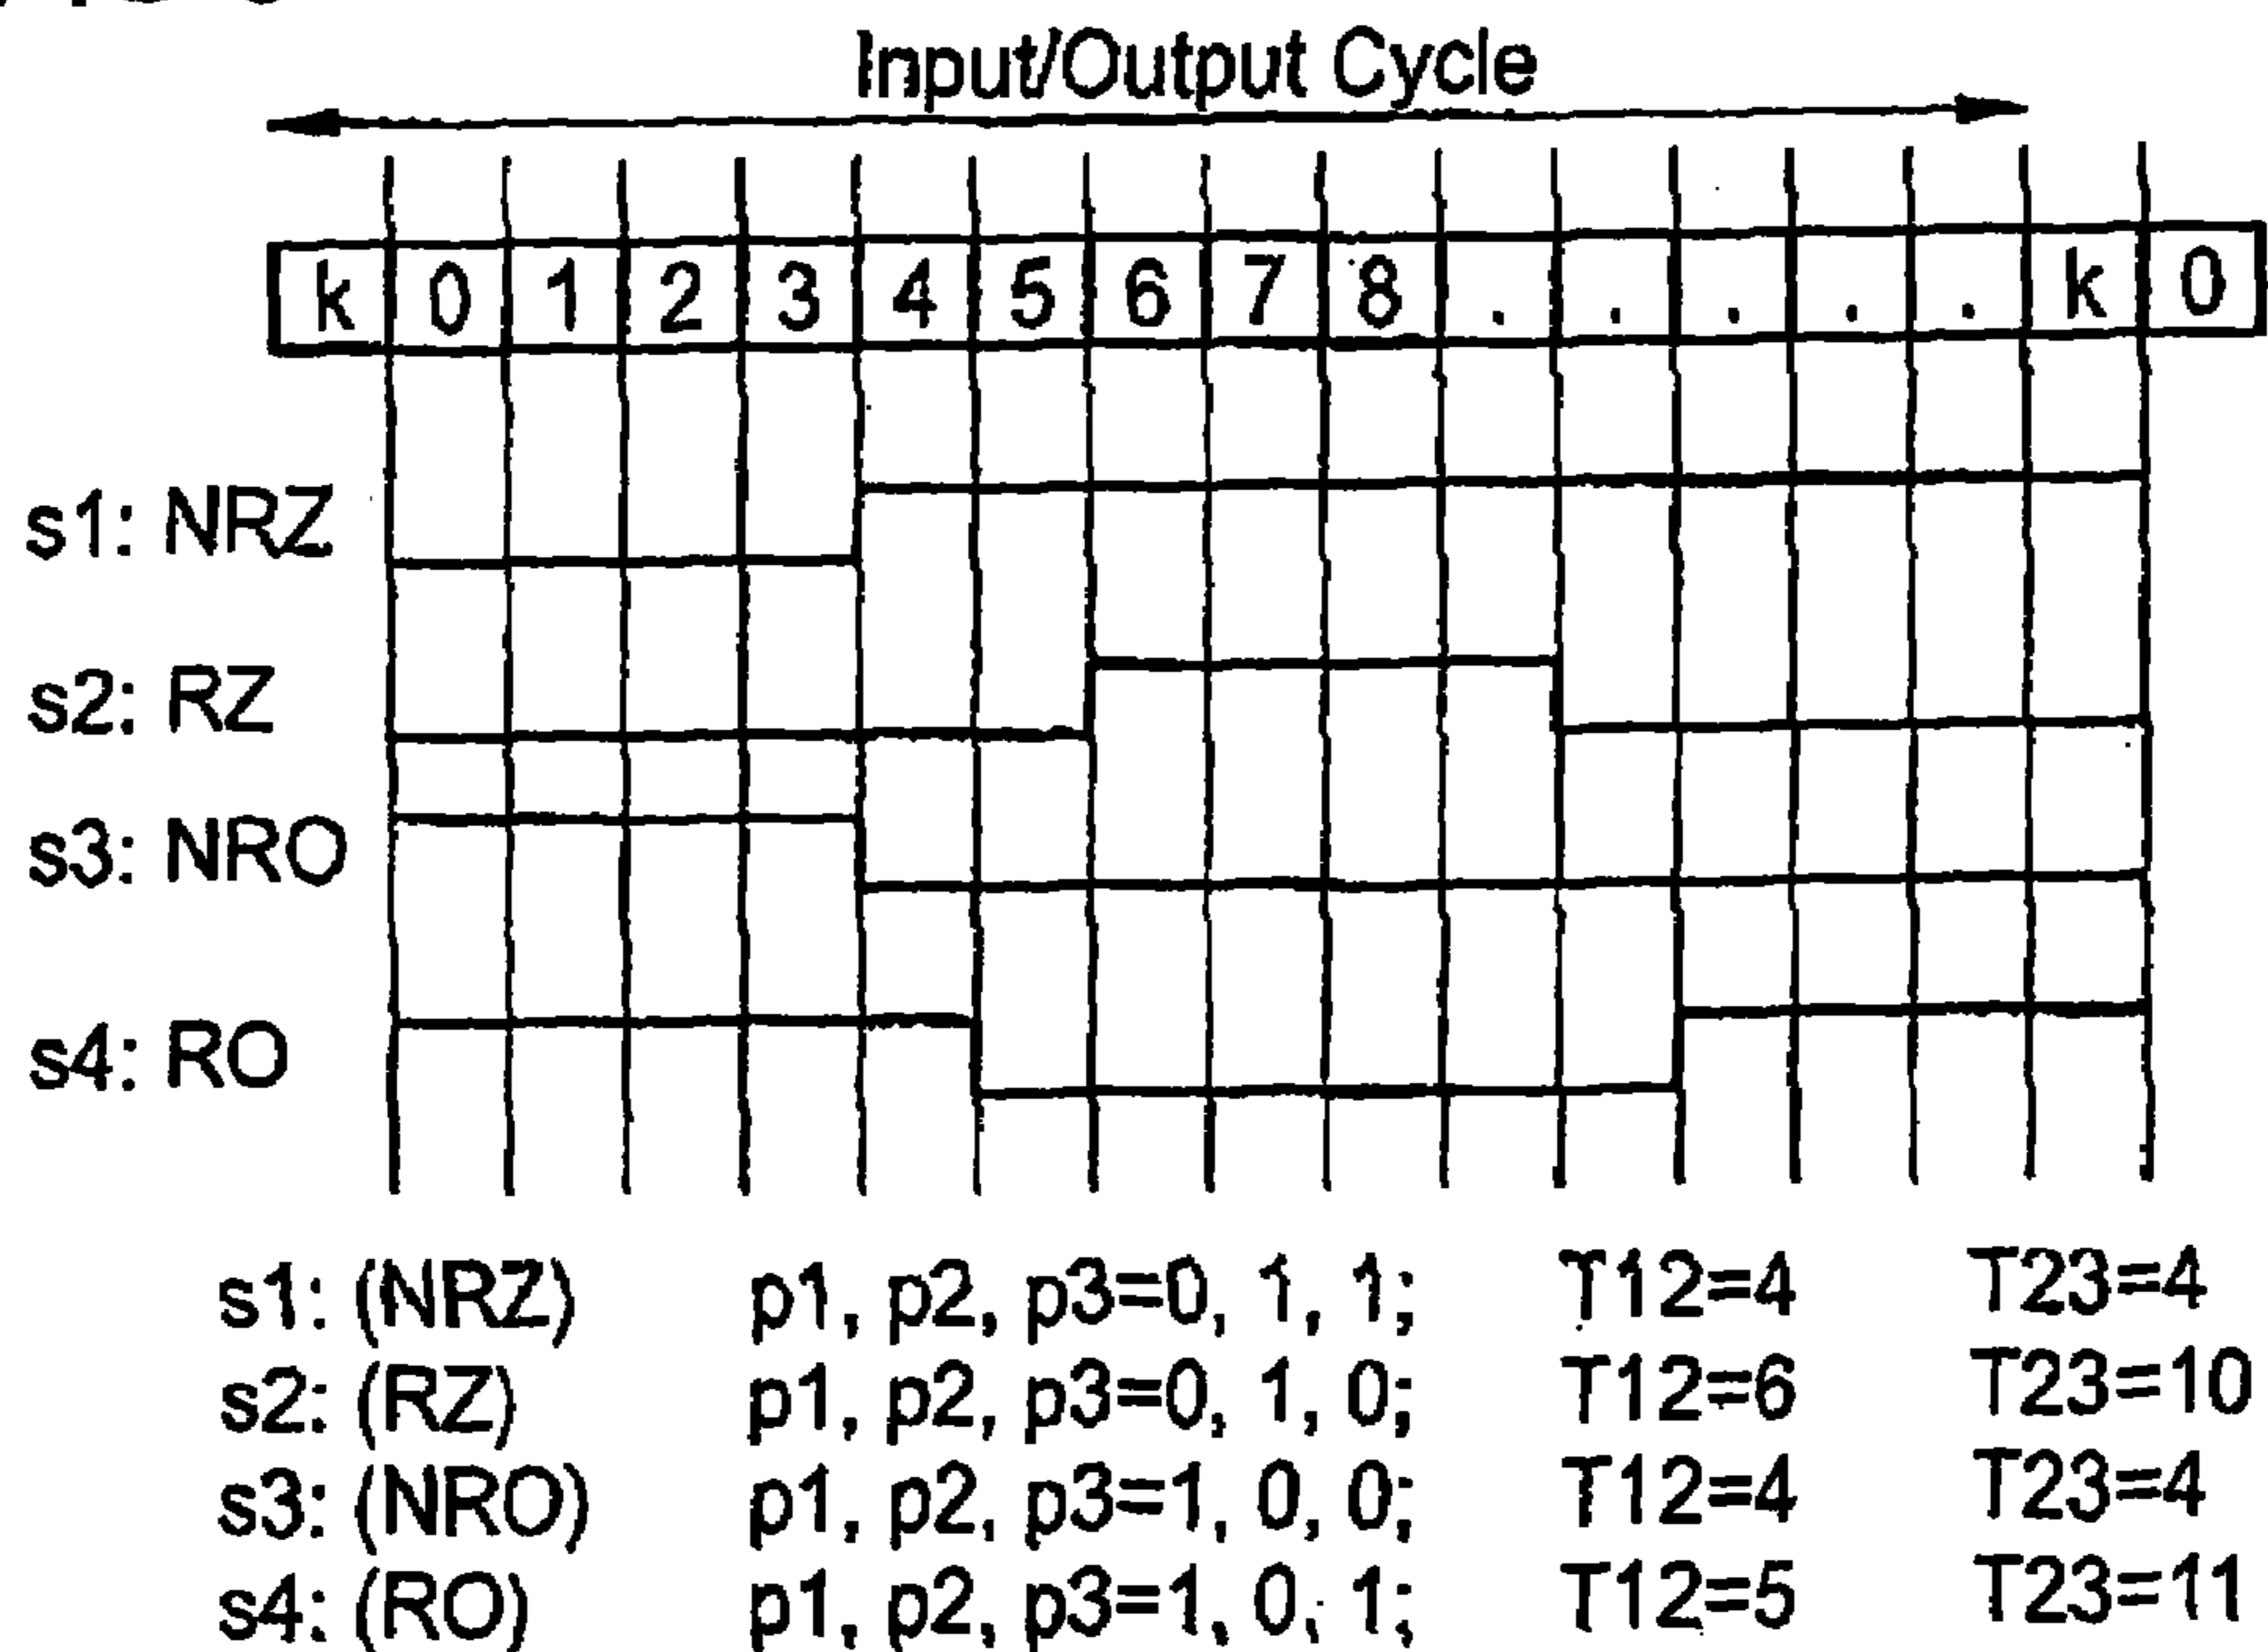 Input/Output Cycle
k 0 1 2 3 4 5 6 7 8 . . . . . k 0
s1: NRZ
s2: RZ
s3: NRO
s4: RO
s1: (NRZ) p1, p2, p3=0, 1, 1; T12=4 T23=4
s2: (RZ) p1, p2, p3=0, 1, 0; T12=6 T23=10
s3: (NRO) p1, p2, p3=1, 0, 0; T12=4 T23=4
s4: (RO) p1, p2, p3=1, 0, 1; T12=5 T23=11